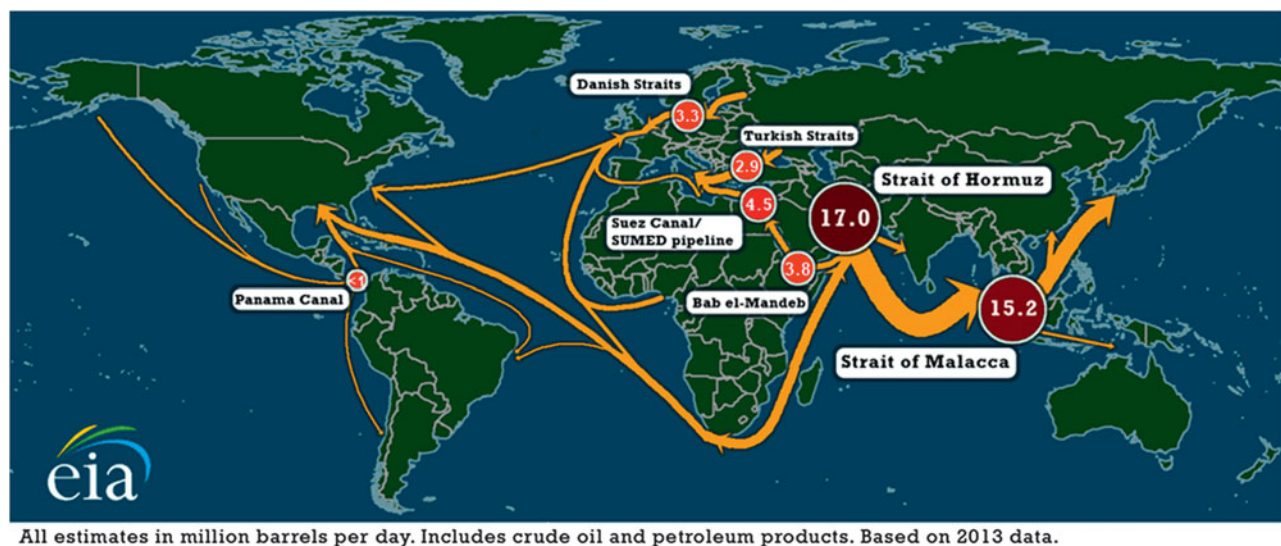 Danish Straits
3.3
Turkish Straits
2.9
Strait of Hormuz
17.0
4.5
Suez Canal/
SUMED pipeline
3.8
Bab el-Mandeb
<1
Panama Canal
15.2
Strait of Malacca
eia
All estimates in million barrels per day. Includes crude oil and petroleum products. Based on 2013 data.